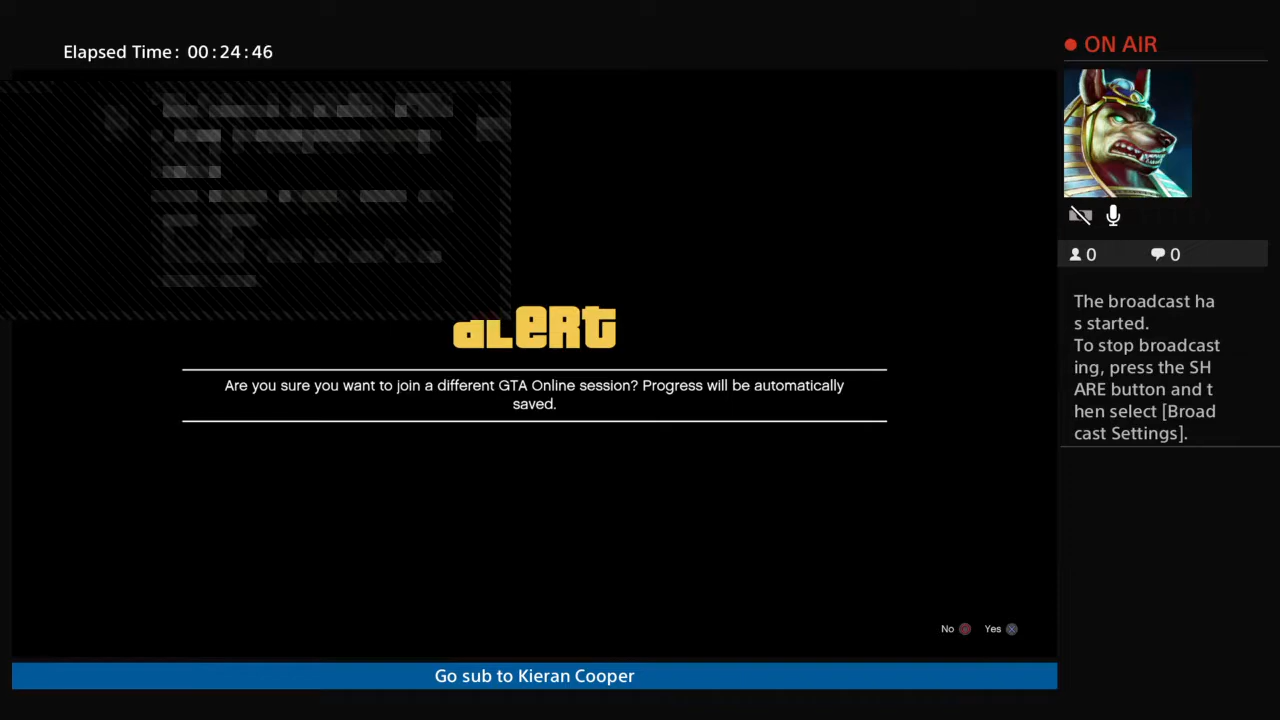 Elapsed Time: 00:24:46
ON AIR
0 0
The broadcast ha
s started.
To stop broadcast
ing, press the SH
ARE button and t
hen select [Broad
cast Settings].
alert
Are you sure you want to join a different GTA Online session? Progress will be automatically
saved.
No Yes
Go sub to Kieran Cooper